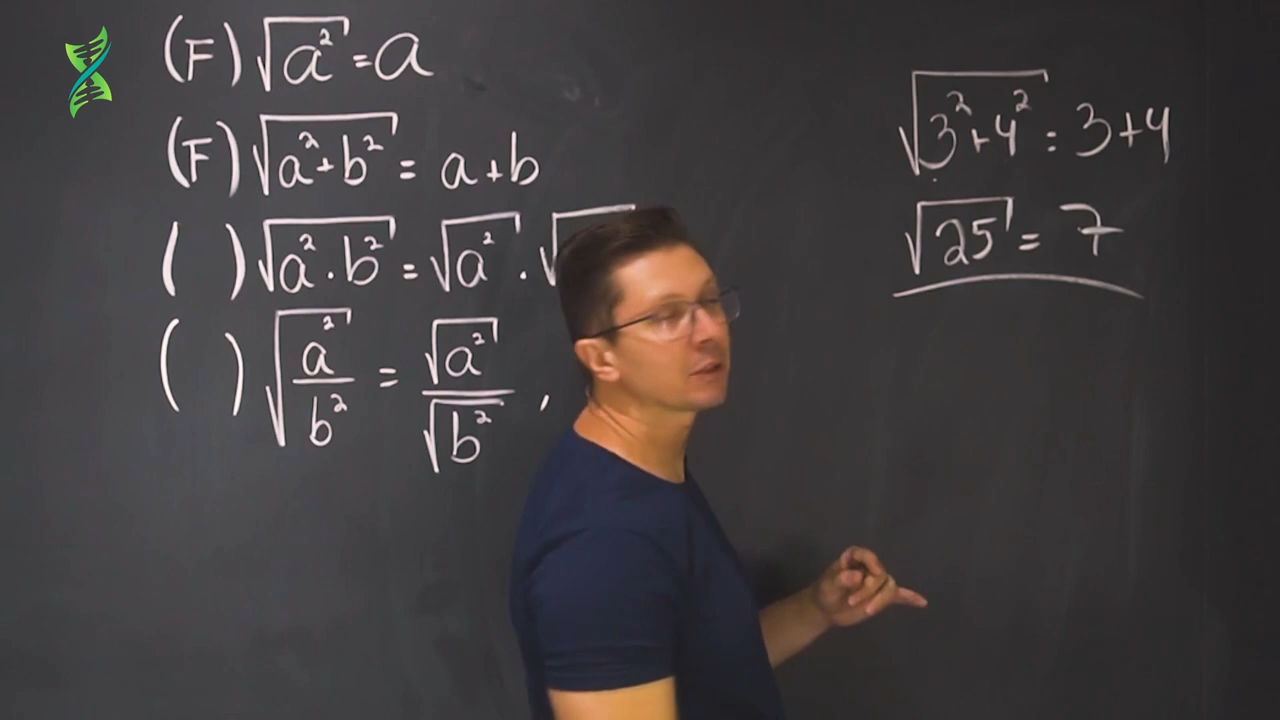 (F) √a² = a
(F) √a²+b² = a+b
( ) √a²·b² = √a² · √
( ) √a²/b² = √a²/√b² ,
√3²+4² = 3+4
√25 = 7